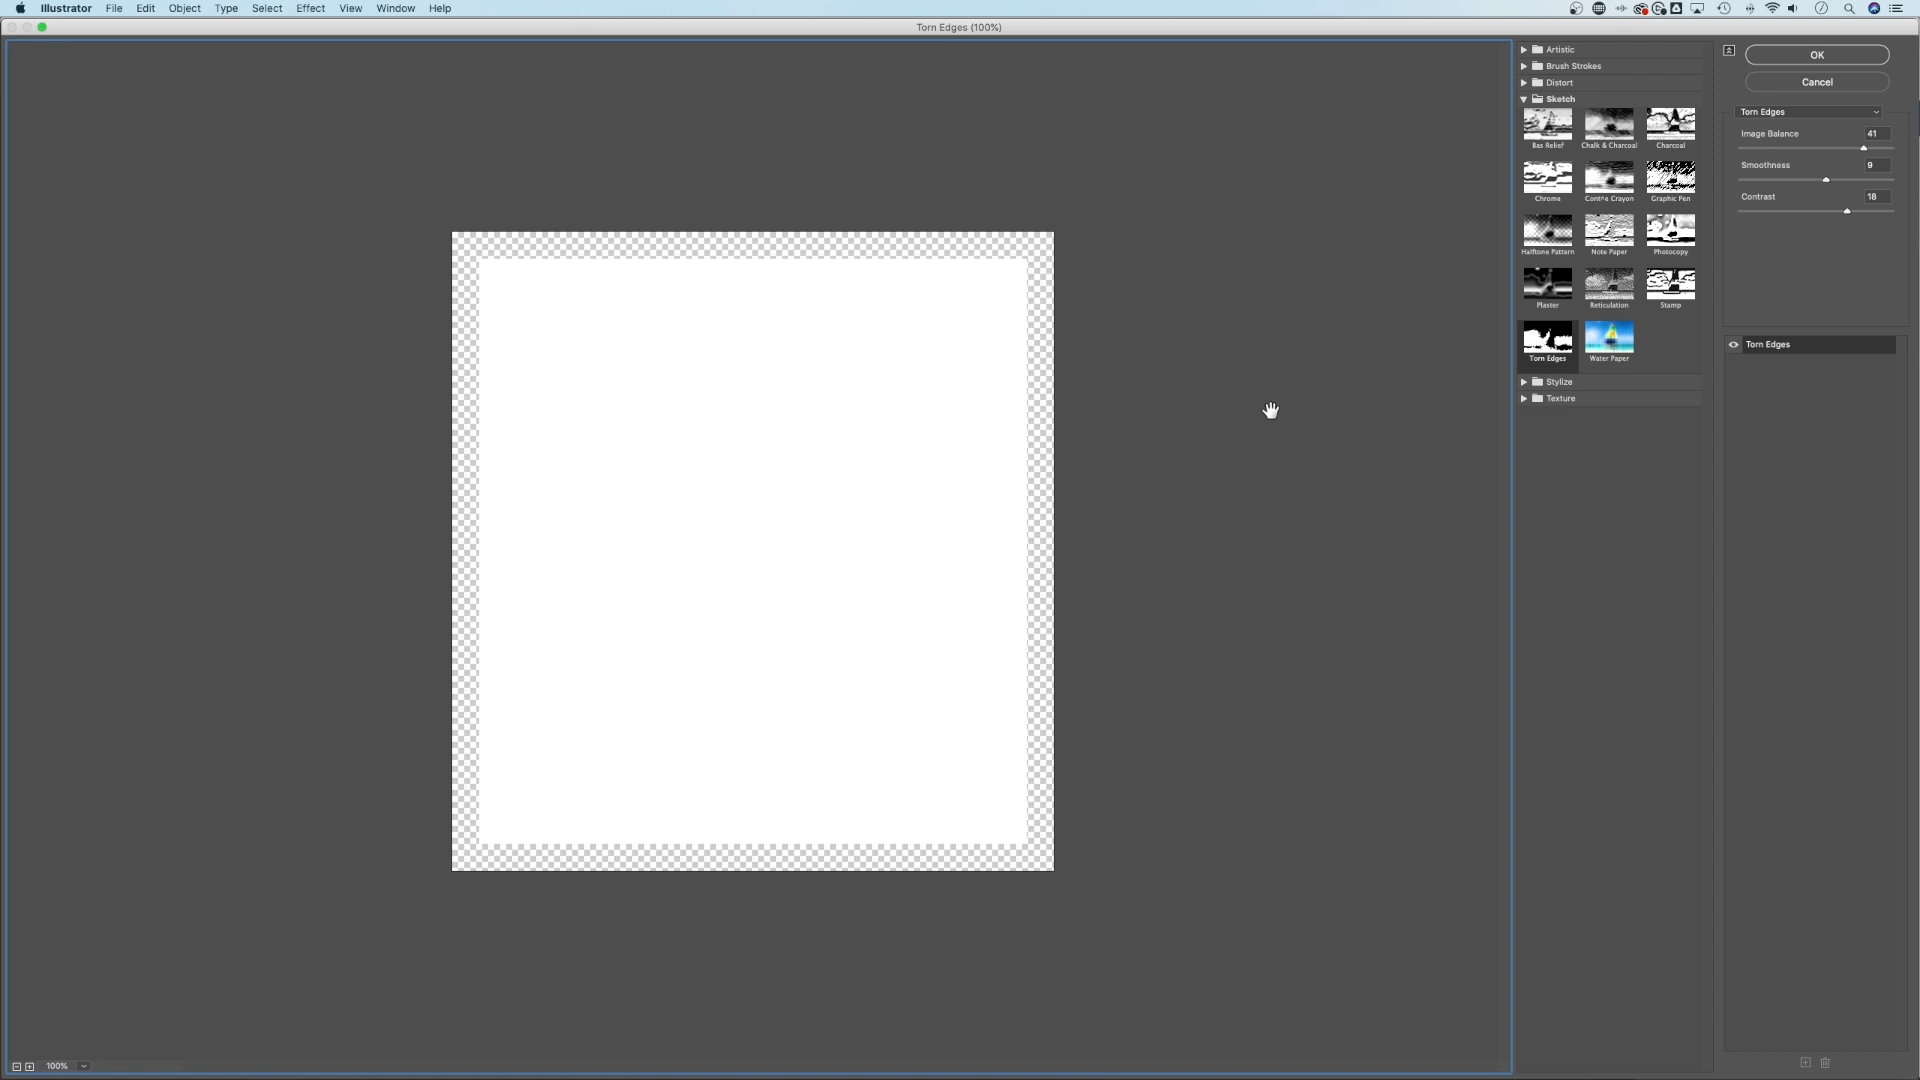 Illustrator File Edit Object Type Select Effect View Window Help
Torn Edges (100%)
Artistic
Brush Strokes
Distort
Sketch
Bas Relief Chalk & Charcoal Charcoal
Chrome Cont^e Crayon Graphic Pen
Halftone Pattern Note Paper Photocopy
Plaster Reticulation Stamp
Torn Edges Water Paper
Stylize
Texture
OK
Cancel
Torn Edges
Image Balance 41
Smoothness 9
Contrast 18
Torn Edges
100%